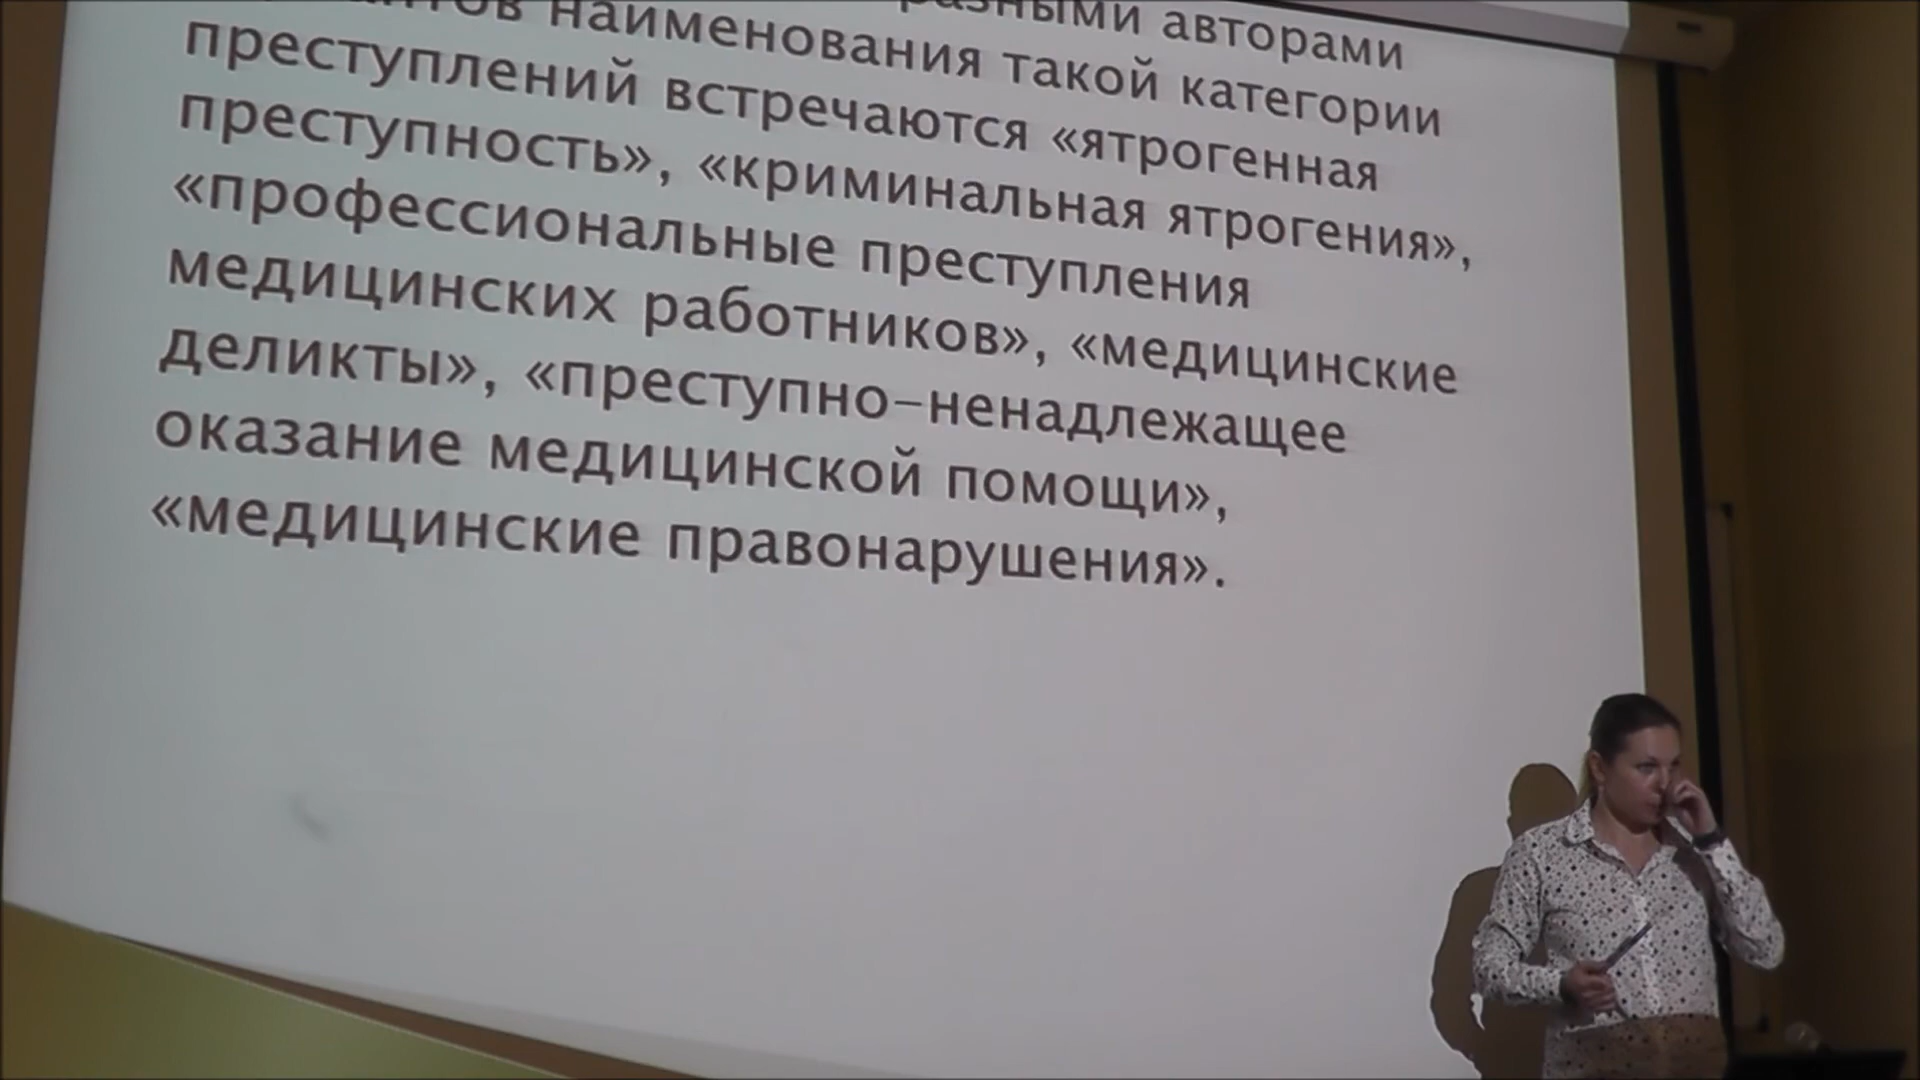 наименования такой категории авторами
преступлений встречаются «ятрогенная
преступность», «криминальная ятрогения»,
«профессиональные преступления
медицинских работников», «медицинские
деликты», «преступно-ненадлежащее
оказание медицинской помощи»,
«медицинские правонарушения».